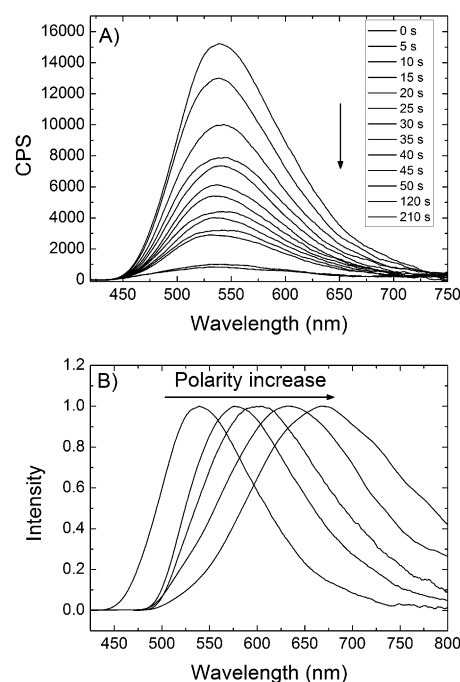 A)
16000
14000
12000
10000
8000
6000
4000
2000
0
CPS
0 s
5 s
10 s
15 s
20 s
25 s
30 s
35 s
40 s
45 s
50 s
120 s
210 s
450 500 550 600 650 700 750
Wavelength (nm)
B)
Polarity increase
1.2
1.0
0.8
0.6
0.4
0.2
0.0
Intensity
450 500 550 600 650 700 750 800
Wavelength (nm)